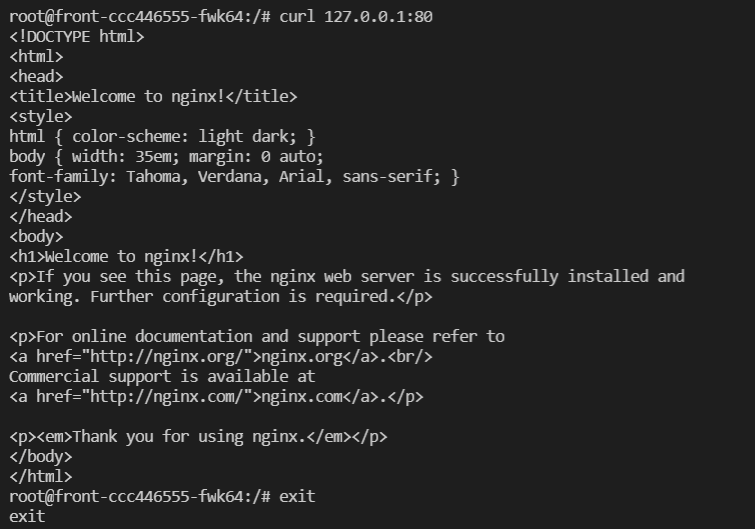 root@front-ccc446555-fwk64:/# curl 127.0.0.1:80
<!DOCTYPE html>
<html>
<head>
<title>Welcome to nginx!</title>
<style>
html { color-scheme: light dark; }
body { width: 35em; margin: 0 auto;
font-family: Tahoma, Verdana, Arial, sans-serif; }
</style>
</head>
<body>
<h1>Welcome to nginx!</h1>
<p>If you see this page, the nginx web server is successfully installed and
working. Further configuration is required.</p>

<p>For online documentation and support please refer to
<a href="http://nginx.org/">nginx.org</a>.<br/>
Commercial support is available at
<a href="http://nginx.com/">nginx.com</a>.</p>

<p><em>Thank you for using nginx.</em></p>
</body>
</html>
root@front-ccc446555-fwk64:/# exit
exit